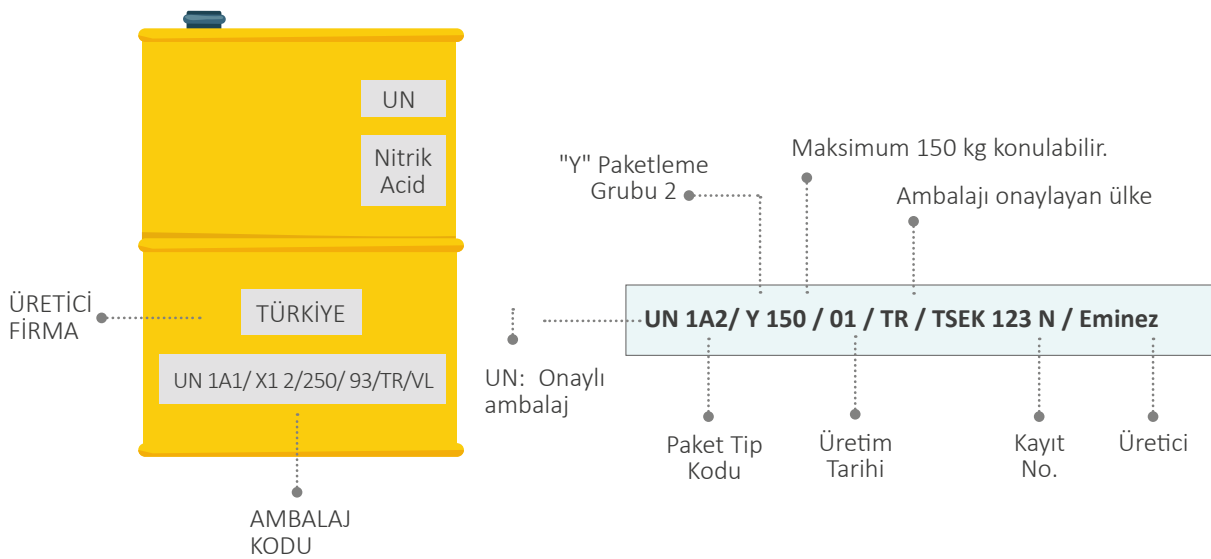 UN
Nitrik
Acid
ÜRETİCİ
FİRMA
TÜRKİYE
UN 1A1/ X1 2/250/ 93/TR/VL
AMBALAJ
KODU
"Y" Paketleme
Grubu 2
Maksimum 150 kg konulabilir.
Ambalajı onaylayan ülke
UN 1A2/ Y 150 / 01 / TR / TSEK 123 N / Eminez
UN: Onaylı
ambalaj
Paket Tip
Kodu
Üretim
Tarihi
Kayıt
No.
Üretici